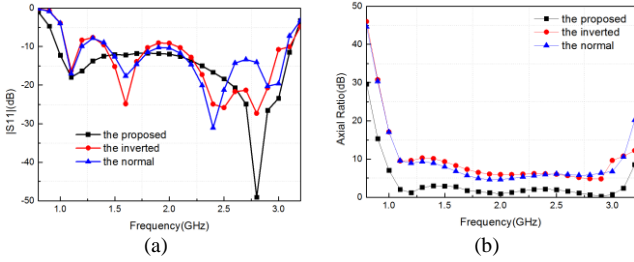 0
-10
-20
-30
-40
-50
|S11|(dB)
the proposed
the inverted
the normal
1.0 1.5 2.0 2.5 3.0
Frequency(GHz)
(a)
50
40
30
20
10
0
Axial Ratio(dB)
the proposed
the inverted
the normal
1.0 1.5 2.0 2.5 3.0
Frequency(GHz)
(b)